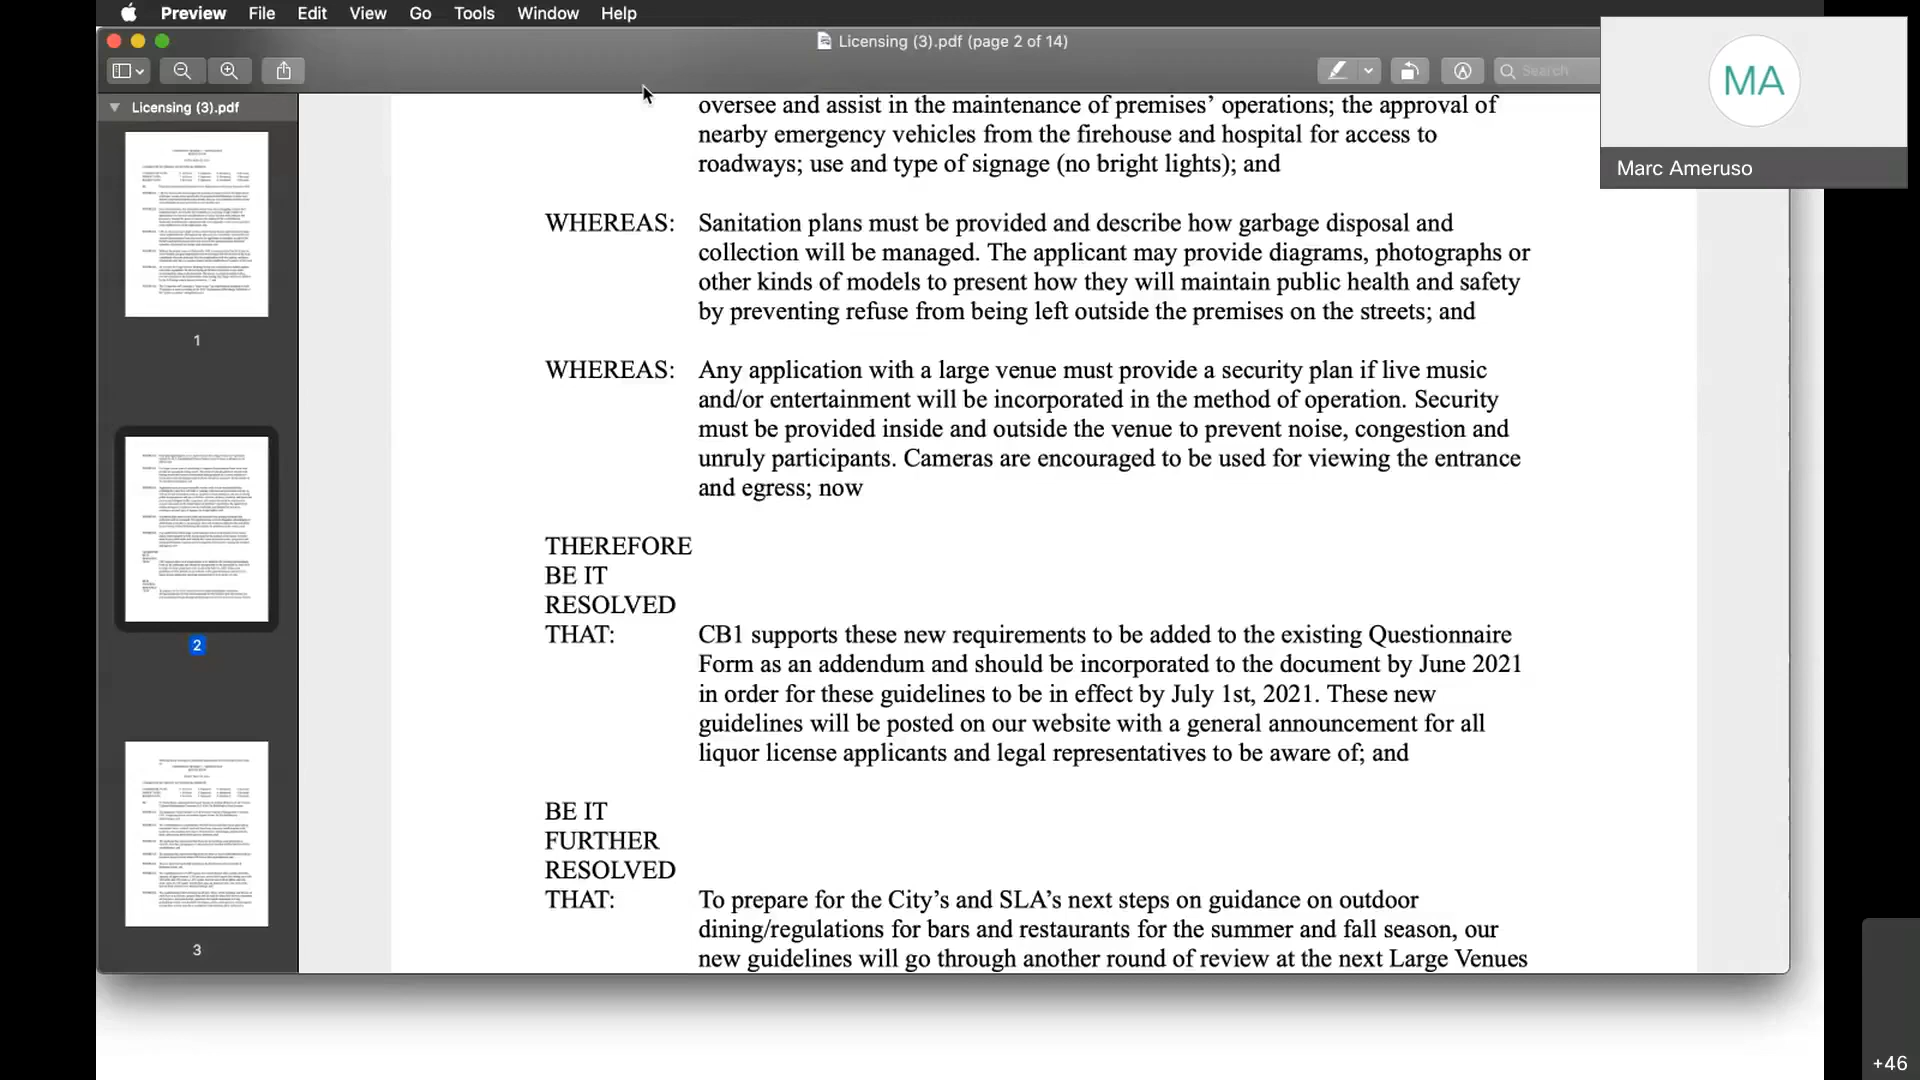 Preview File Edit View Go Tools Window Help
Licensing (3).pdf (page 2 of 14)
Search
MA
Marc Ameruso
Licensing (3).pdf
1
2
3
oversee and assist in the maintenance of premises’ operations; the approval of
nearby emergency vehicles from the firehouse and hospital for access to
roadways; use and type of signage (no bright lights); and
WHEREAS: Sanitation plans must be provided and describe how garbage disposal and
collection will be managed. The applicant may provide diagrams, photographs or
other kinds of models to present how they will maintain public health and safety
by preventing refuse from being left outside the premises on the streets; and
WHEREAS: Any application with a large venue must provide a security plan if live music
and/or entertainment will be incorporated in the method of operation. Security
must be provided inside and outside the venue to prevent noise, congestion and
unruly participants. Cameras are encouraged to be used for viewing the entrance
and egress; now
THEREFORE
BE IT
RESOLVED
THAT: CB1 supports these new requirements to be added to the existing Questionnaire
Form as an addendum and should be incorporated to the document by June 2021
in order for these guidelines to be in effect by July 1st, 2021. These new
guidelines will be posted on our website with a general announcement for all
liquor license applicants and legal representatives to be aware of; and
BE IT
FURTHER
RESOLVED
THAT: To prepare for the City’s and SLA’s next steps on guidance on outdoor
dining/regulations for bars and restaurants for the summer and fall season, our
new guidelines will go through another round of review at the next Large Venues
+46